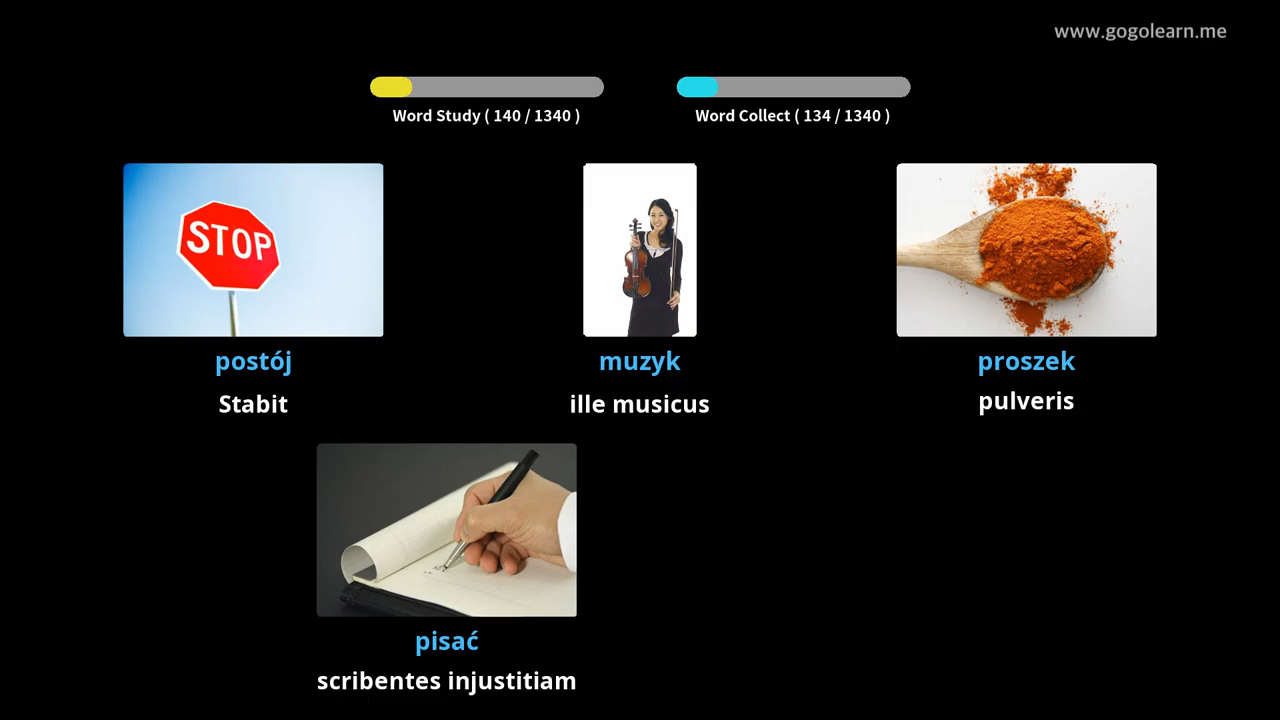 www.gogolearn.me
Word Study ( 140 / 1340 )
Word Collect ( 134 / 1340 )
STOP
postój
muzyk
proszek
Stabit
ille musicus
pulveris
pisać
scribentes injustitiam